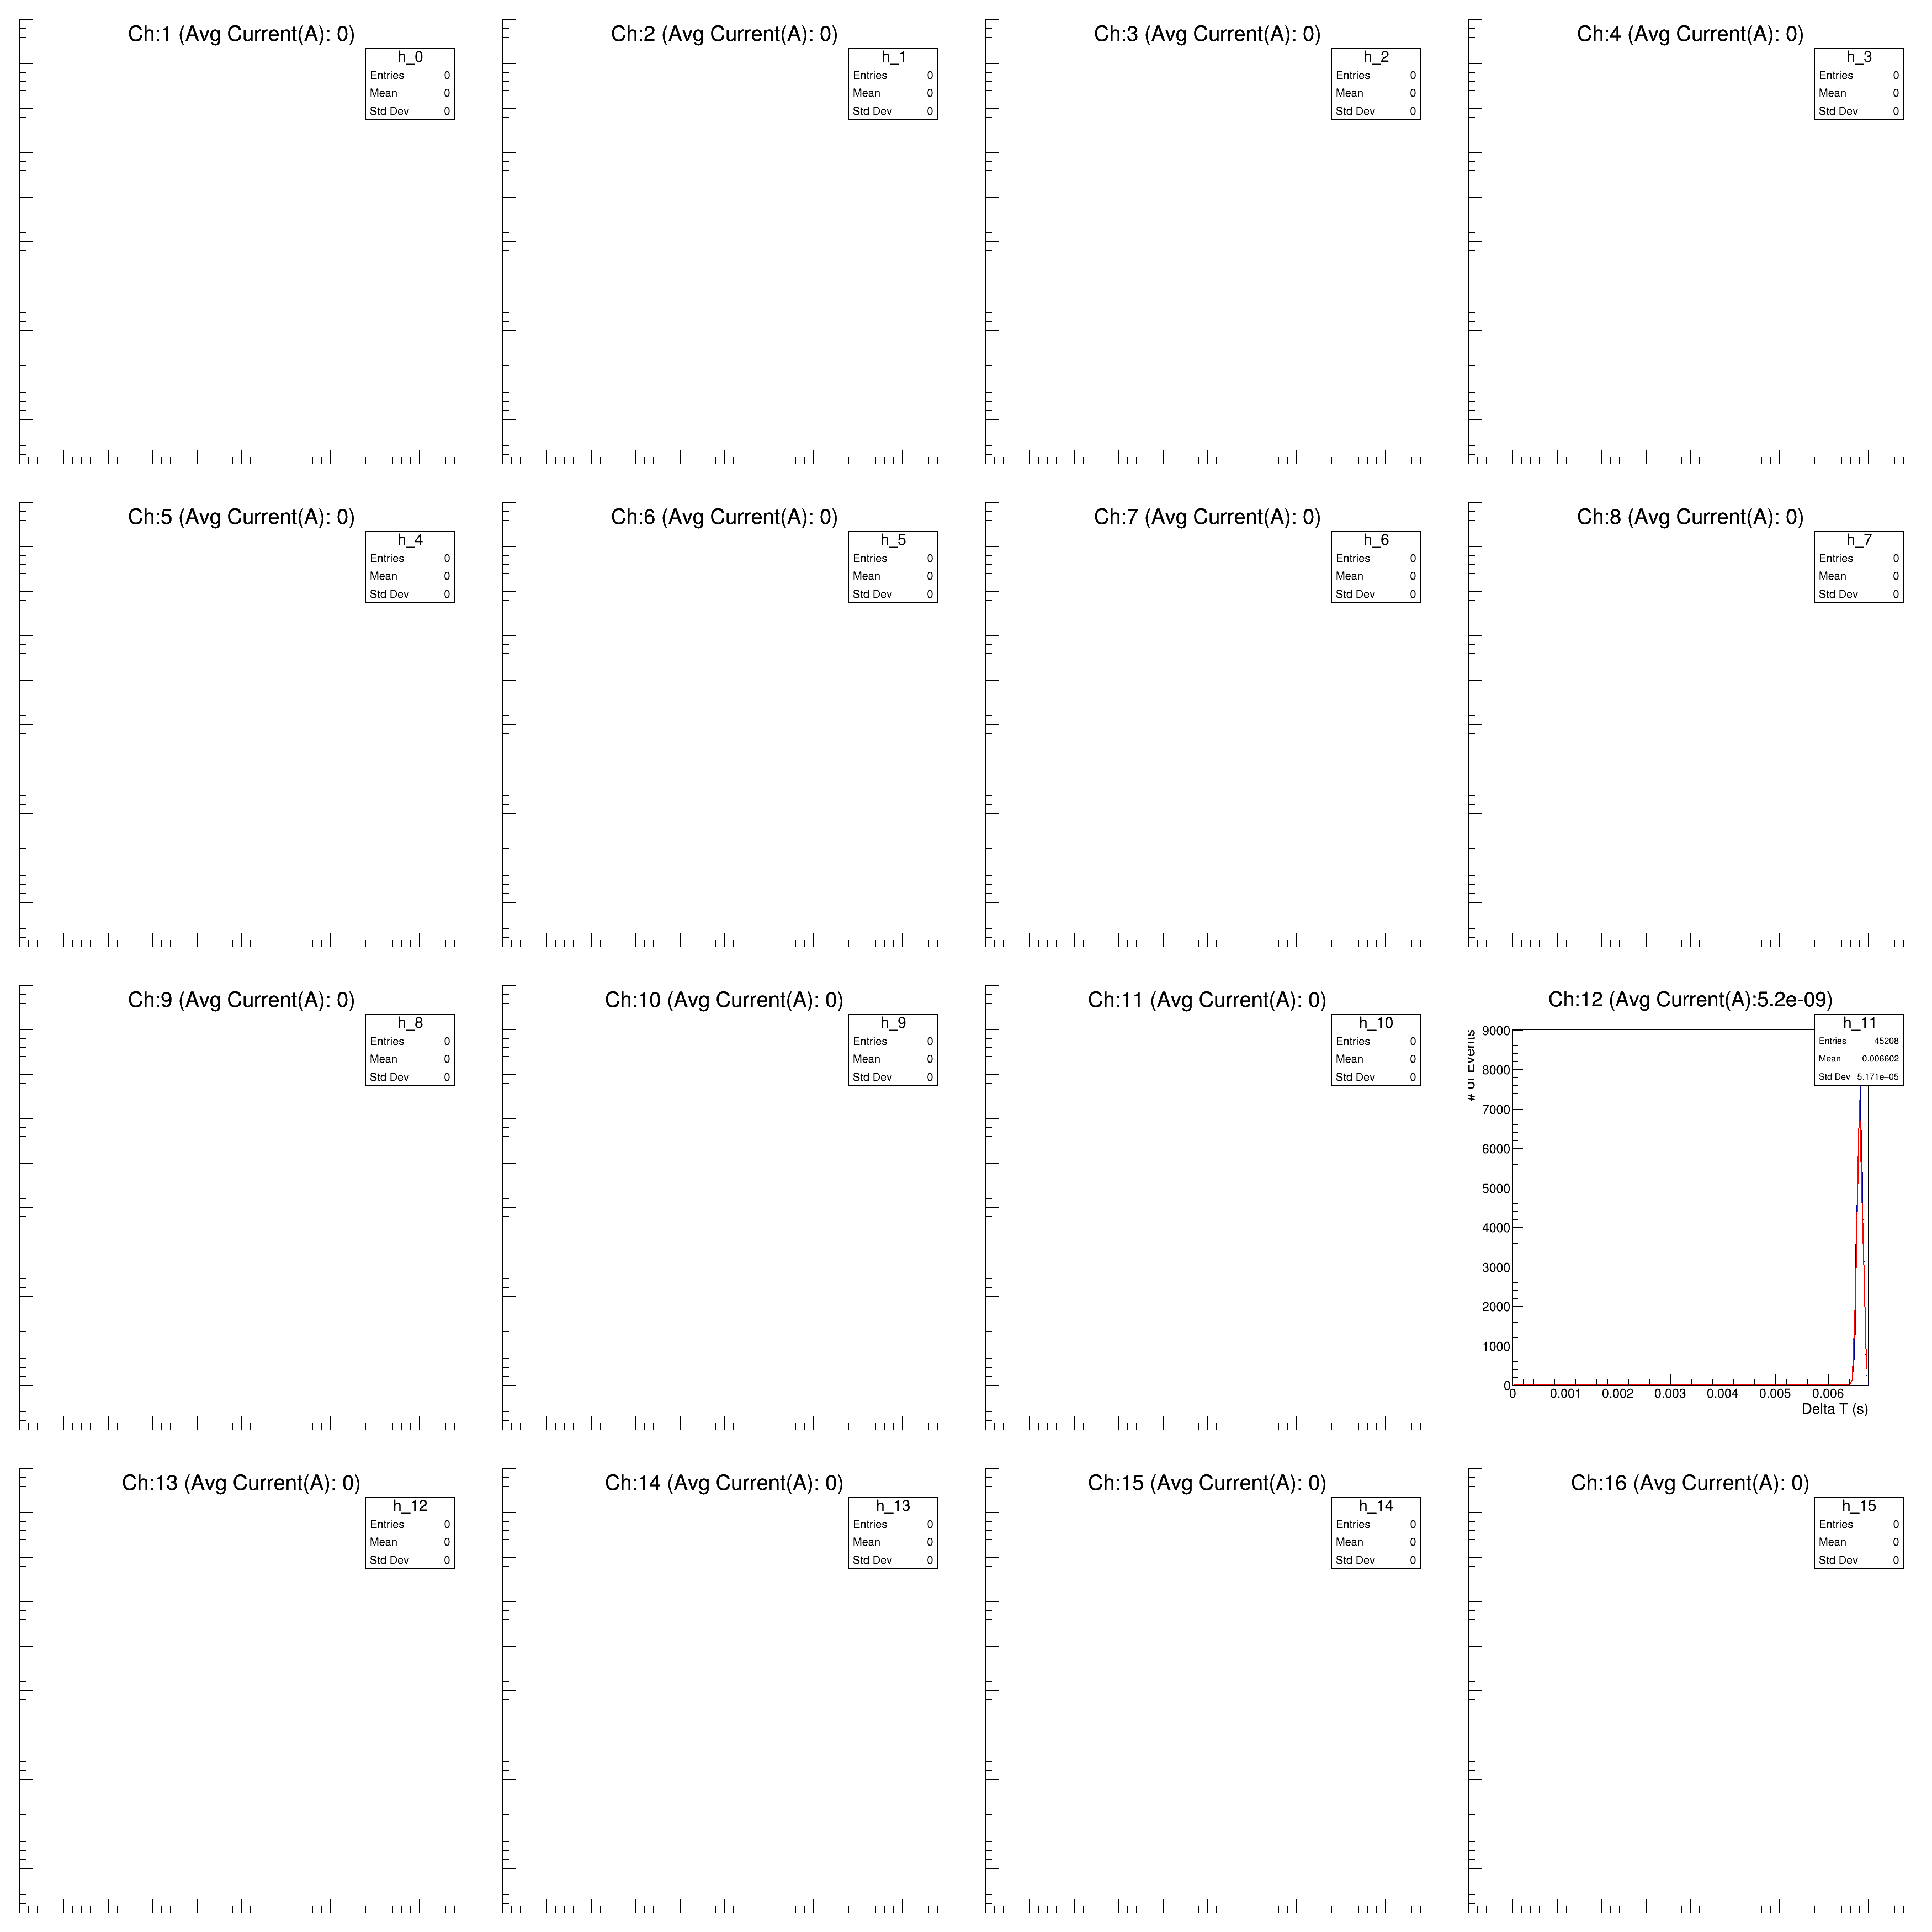 Ch:1 (Avg Current(A): 0)
h_0
Entries 0
Mean 0
Std Dev 0
Ch:2 (Avg Current(A): 0)
h_1
Entries 0
Mean 0
Std Dev 0
Ch:3 (Avg Current(A): 0)
h_2
Entries 0
Mean 0
Std Dev 0
Ch:4 (Avg Current(A): 0)
h_3
Entries 0
Mean 0
Std Dev 0
Ch:5 (Avg Current(A): 0)
h_4
Entries 0
Mean 0
Std Dev 0
Ch:6 (Avg Current(A): 0)
h_5
Entries 0
Mean 0
Std Dev 0
Ch:7 (Avg Current(A): 0)
h_6
Entries 0
Mean 0
Std Dev 0
Ch:8 (Avg Current(A): 0)
h_7
Entries 0
Mean 0
Std Dev 0
Ch:9 (Avg Current(A): 0)
h_8
Entries 0
Mean 0
Std Dev 0
Ch:10 (Avg Current(A): 0)
h_9
Entries 0
Mean 0
Std Dev 0
Ch:11 (Avg Current(A): 0)
h_10
Entries 0
Mean 0
Std Dev 0
Ch:12 (Avg Current(A):5.2e-09)
h_11
Entries 45208
Mean 0.006602
Std Dev 5.171e−05
# of Events
9000
8000
7000
6000
5000
4000
3000
2000
1000
0
0 0.001 0.002 0.003 0.004 0.005 0.006
Delta T (s)
Ch:13 (Avg Current(A): 0)
h_12
Entries 0
Mean 0
Std Dev 0
Ch:14 (Avg Current(A): 0)
h_13
Entries 0
Mean 0
Std Dev 0
Ch:15 (Avg Current(A): 0)
h_14
Entries 0
Mean 0
Std Dev 0
Ch:16 (Avg Current(A): 0)
h_15
Entries 0
Mean 0
Std Dev 0